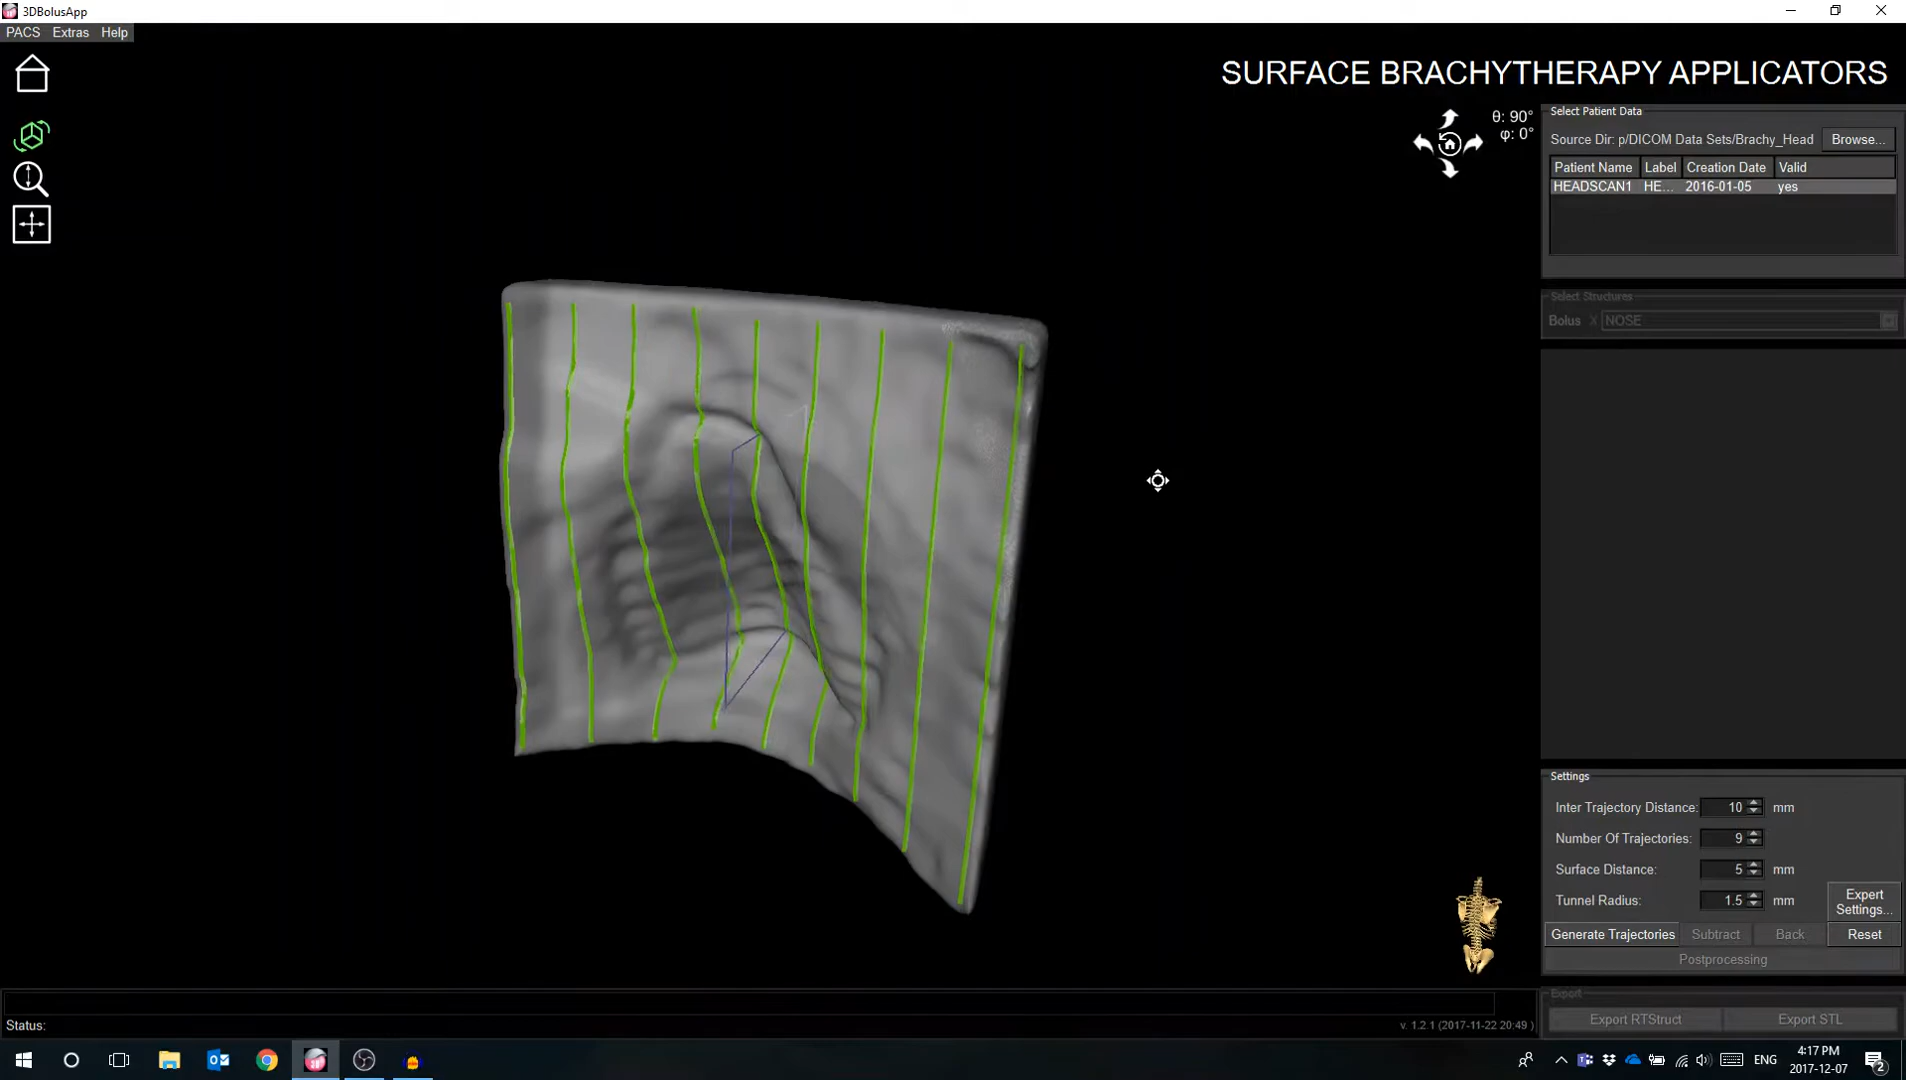 3DBolusApp
PACS Extras Help
SURFACE BRACHYTHERAPY APPLICATORS
θ: 90°
φ: 0°
Select Patient Data
Source Dir: p/DICOM Data Sets/Brachy_Head Browse...
Patient Name Label Creation Date Valid
HEADSCAN1 HE... 2016-01-05 yes
Select Structures
Bolus X NOSE
Settings
Inter Trajectory Distance: 10 mm
Number Of Trajectories: 9
Surface Distance: 5 mm
Tunnel Radius: 1.5 mm
Expert
Settings...
Generate Trajectories Subtract Back Reset
Postprocessing
Export
Export RTStruct Export STL
Status:
v. 1.2.1 (2017-11-22 20:49 )
ENG
4:17 PM
2017-12-07
2